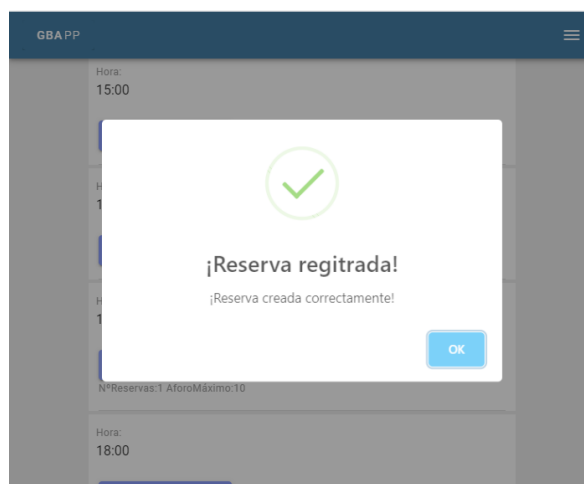 GBAPP
Hora:
15:00
¡Reserva regitrada!
¡Reserva creada correctamente!
OK
NºReservas:1 AforoMáximo:10
Hora:
18:00